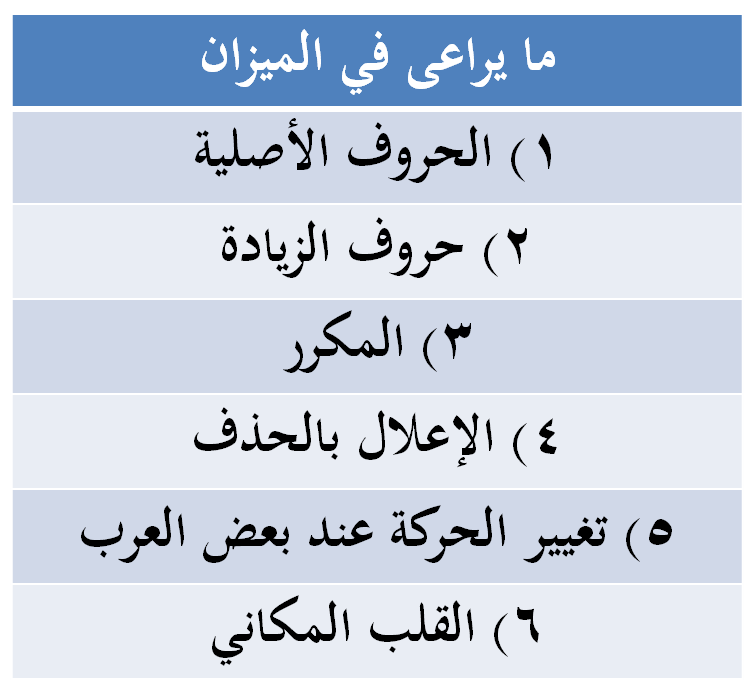 ما يراعى في الميزان
١) الحروف الأصلية
٢) حروف الزيادة
٣) المكرر
٤) الإعلال بالحذف
٥) تغيير الحركة عند بعض العرب
٦) القلب المكاني